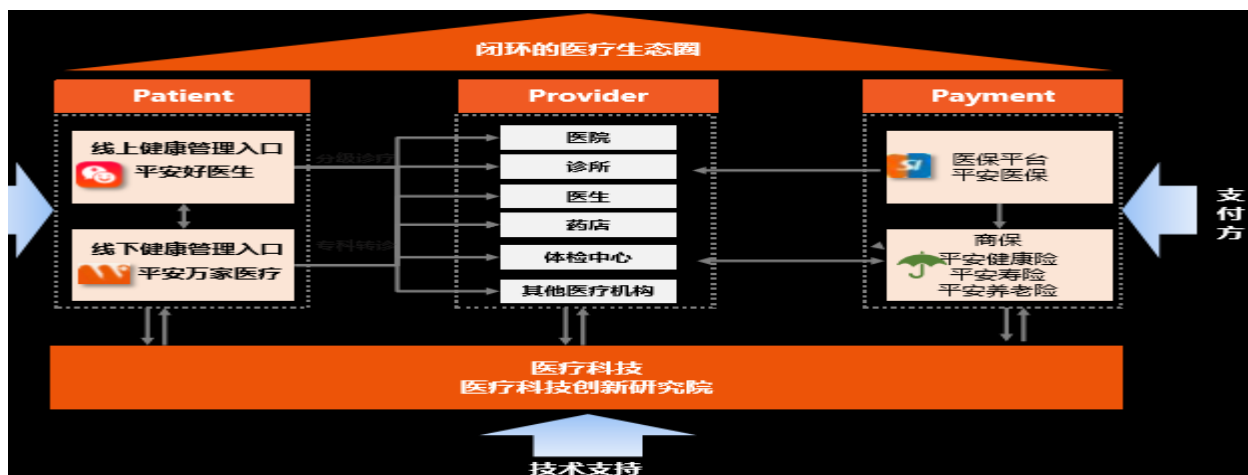 闭环的医疗生态圈
Patient
线上健康管理入口
平安好医生
线下健康管理入口
平安万家医疗
分级诊疗
专科转诊
Provider
医院
诊所
医生
药店
体检中心
其他医疗机构
Payment
医保平台
平安医保
商保
平安健康险
平安寿险
平安养老险
支付方
医疗科技
医疗科技创新研究院
技术支持